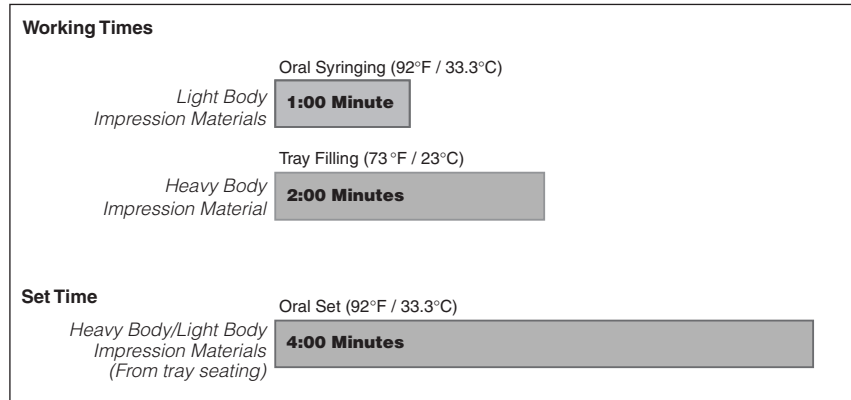 Working Times
Oral Syringing (92°F / 33.3°C)
Light Body
Impression Materials
1:00 Minute
Tray Filling (73°F / 23°C)
Heavy Body
Impression Material
2:00 Minutes
Set Time
Oral Set (92°F / 33.3°C)
Heavy Body/Light Body
Impression Materials
(From tray seating)
4:00 Minutes